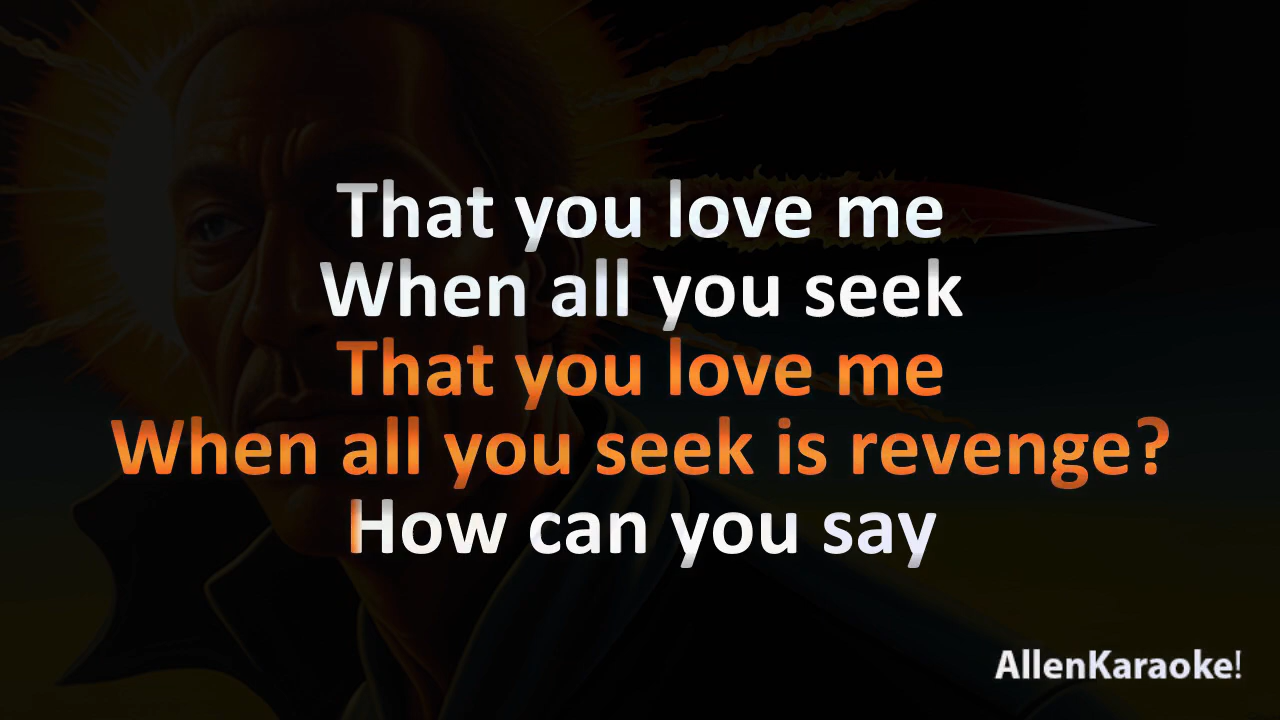 That you love me
When all you seek
That you love me
When all you seek is revenge?
How can you say
AllenKaraoke!